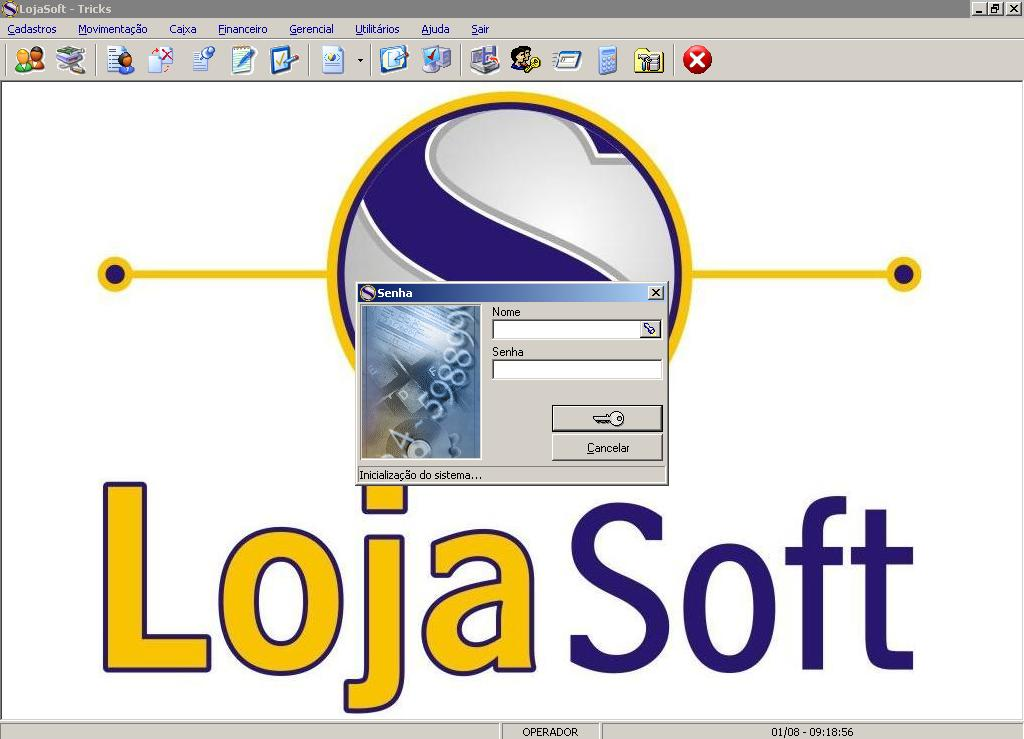 LojaSoft - Tricks
Cadastros Movimentação Caixa Financeiro Gerencial Utilitários Ajuda Sair
Senha
Nome
Senha
Cancelar
Inicialização do sistema...
LojaSoft
OPERADOR 01/08 - 09:18:56